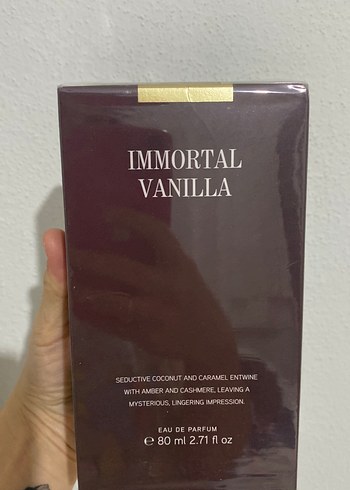 IMMORTAL
VANILLA
SEDUCTIVE COCONUT AND CARAMEL ENTWINE
WITH AMBER AND CASHMERE, LEAVING A
MYSTERIOUS, LINGERING IMPRESSION.
EAU DE PARFUM
℮ 80 ml 2.71 fl oz